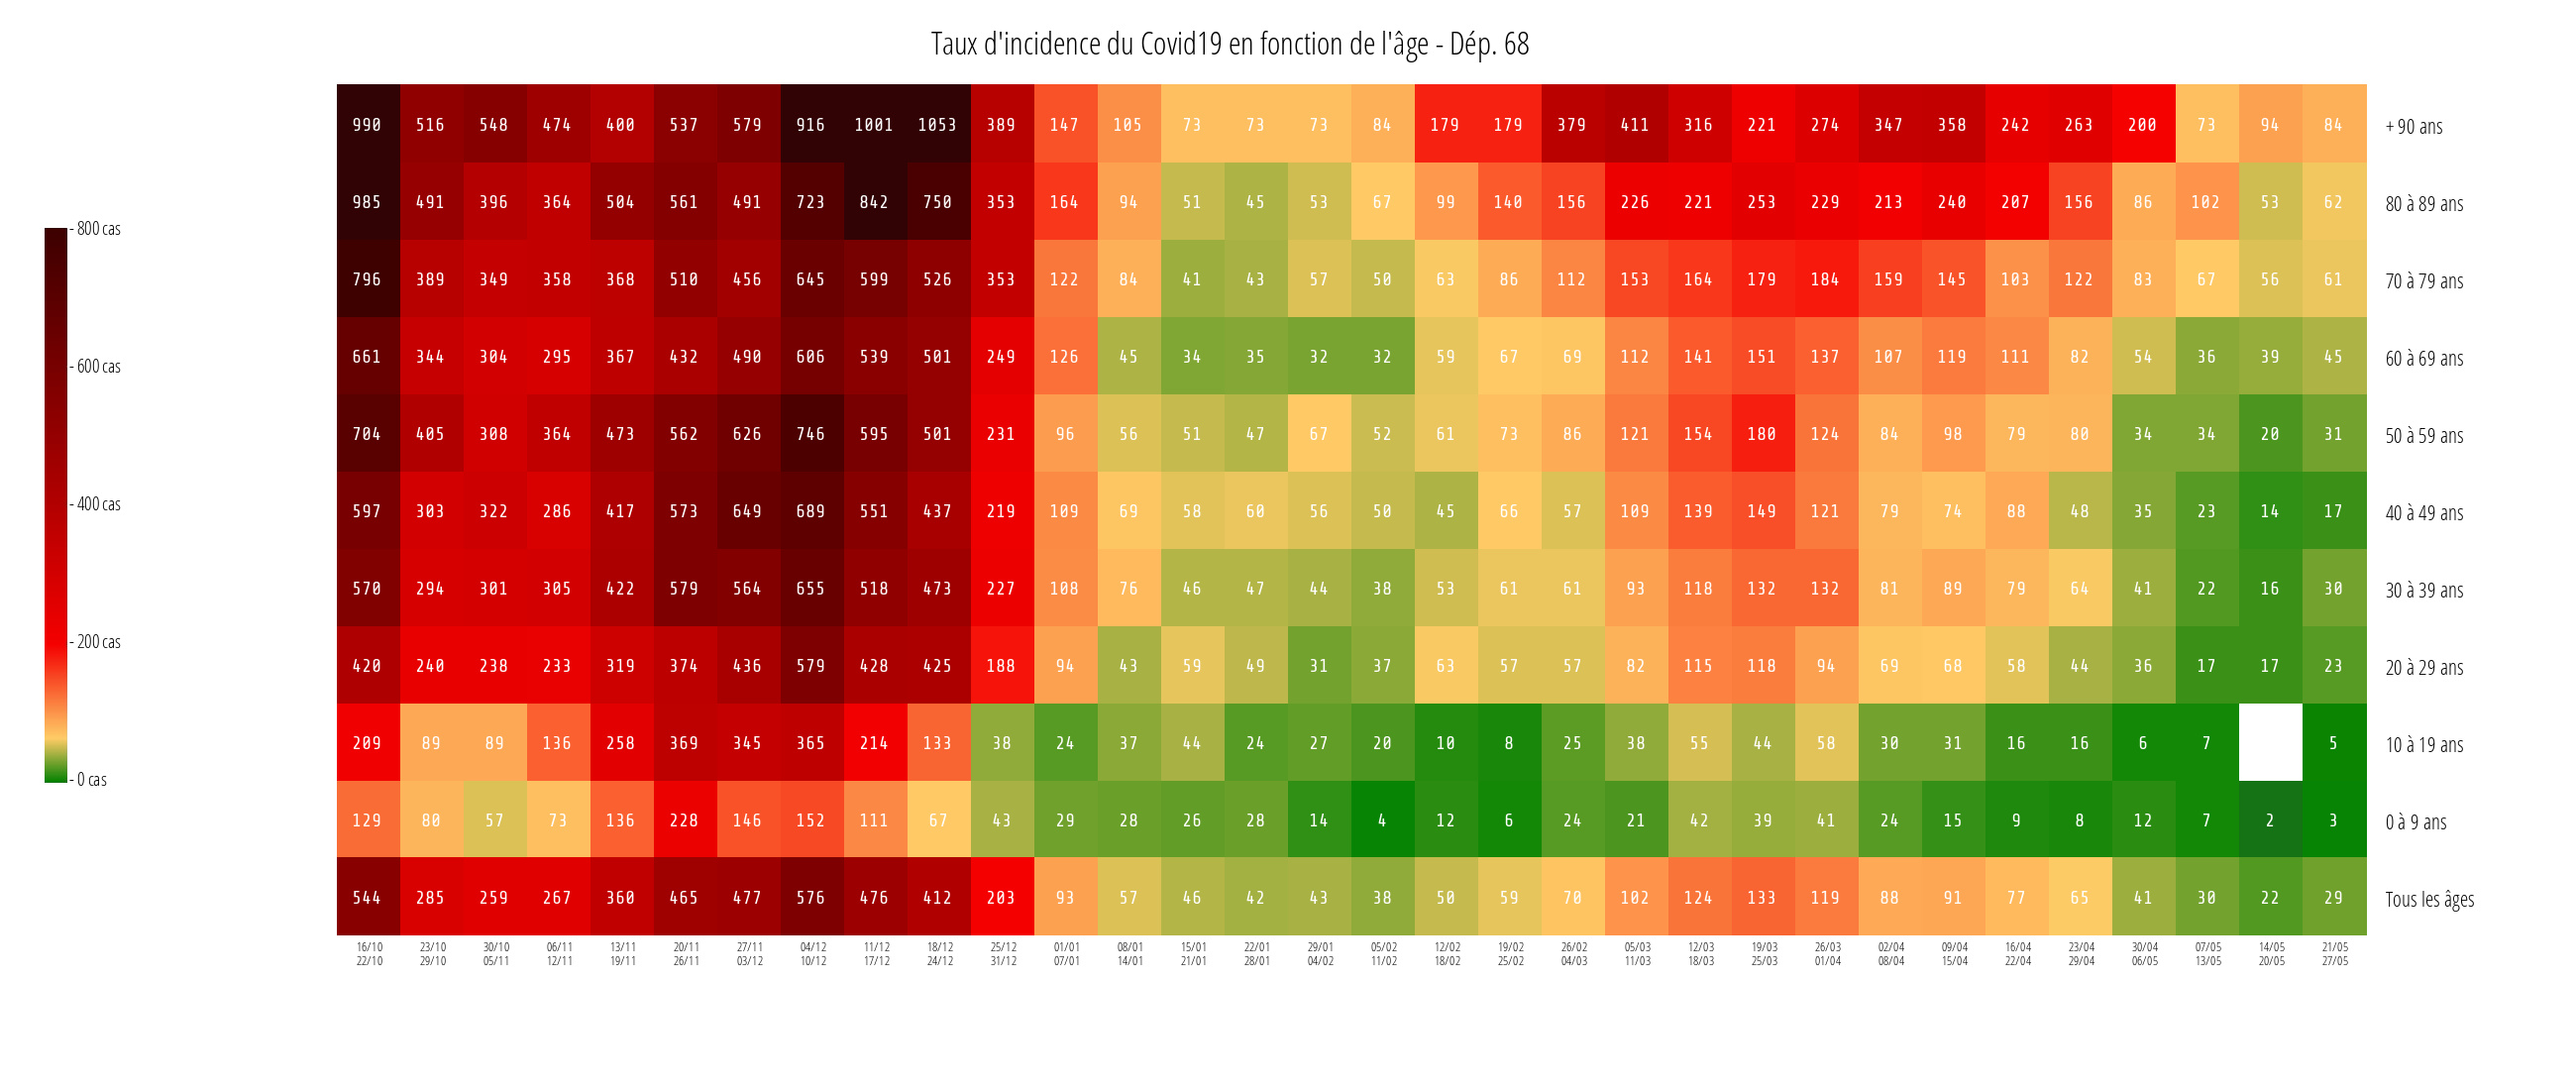 Taux d'incidence du Covid19 en fonction de l'âge - Dép. 68
- 800 cas
- 600 cas
- 400 cas
- 200 cas
- 0 cas
990 516 548 474 400 537 579 916 1001 1053 389 147 105 73 73 73 84 179 179 379 411 316 221 274 347 358 242 263 200 73 94 84 + 90 ans
985 491 396 364 504 561 491 723 842 750 353 164 94 51 45 53 67 99 140 156 226 221 253 229 213 240 207 156 86 102 53 62 80 à 89 ans
796 389 349 358 368 510 456 645 599 526 353 122 84 41 43 57 50 63 86 112 153 164 179 184 159 145 103 122 83 67 56 61 70 à 79 ans
661 344 304 295 367 432 490 606 539 501 249 126 45 34 35 32 32 59 67 69 112 141 151 137 107 119 111 82 54 36 39 45 60 à 69 ans
704 405 308 364 473 562 626 746 595 501 231 96 56 51 47 67 52 61 73 86 121 154 180 124 84 98 79 80 34 34 20 31 50 à 59 ans
597 303 322 286 417 573 649 689 551 437 219 109 69 58 60 56 50 45 66 57 109 139 149 121 79 74 88 48 35 23 14 17 40 à 49 ans
570 294 301 305 422 579 564 655 518 473 227 108 76 46 47 44 38 53 61 61 93 118 132 132 81 89 79 64 41 22 16 30 30 à 39 ans
420 240 238 233 319 374 436 579 428 425 188 94 43 59 49 31 37 63 57 57 82 115 118 94 69 68 58 44 36 17 17 23 20 à 29 ans
209 89 89 136 258 369 345 365 214 133 38 24 37 44 24 27 20 10 8 25 38 55 44 58 30 31 16 16 6 7 5 10 à 19 ans
129 80 57 73 136 228 146 152 111 67 43 29 28 26 28 14 4 12 6 24 21 42 39 41 24 15 9 8 12 7 2 3 0 à 9 ans
544 285 259 267 360 465 477 576 476 412 203 93 57 46 42 43 38 50 59 70 102 124 133 119 88 91 77 65 41 30 22 29 Tous les âges
16/10 23/10 30/10 06/11 13/11 20/11 27/11 04/12 11/12 18/12 25/12 01/01 08/01 15/01 22/01 29/01 05/02 12/02 19/02 26/02 05/03 12/03 19/03 26/03 02/04 09/04 16/04 23/04 30/04 07/05 14/05 21/05
22/10 29/10 05/11 12/11 19/11 26/11 03/12 10/12 17/12 24/12 31/12 07/01 14/01 21/01 28/01 04/02 11/02 18/02 25/02 04/03 11/03 18/03 25/03 01/04 08/04 15/04 22/04 29/04 06/05 13/05 20/05 27/05